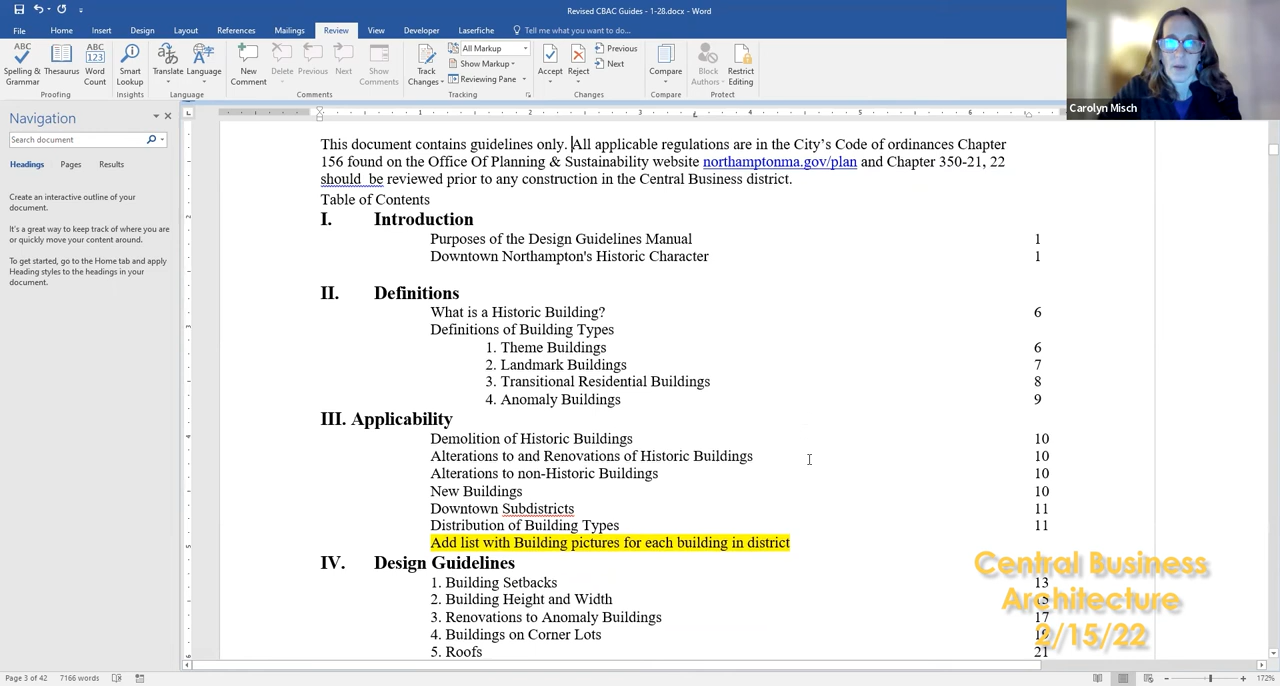 Revised CBAC Guides - 1-28.docx - Word
File Home Insert Design Layout References Mailings Review View Developer Laserfiche Tell me what you want to do...
Spelling & Grammar
Thesaurus
Word Count
Smart Lookup
Translate
Language
New Comment
Delete
Previous
Next
Show Comments
Track Changes
All Markup
Show Markup
Reviewing Pane
Accept
Reject
Previous
Next
Compare
Block Authors
Restrict Editing
Proofing
Insights
Language
Comments
Tracking
Changes
Compare
Protect
Carolyn Misch
Navigation
Search document
Headings Pages Results
Create an interactive outline of your
document.
It's a great way to keep track of where you are
or quickly move your content around.
To get started, go to the Home tab and apply
Heading styles to the headings in your
document.
This document contains guidelines only. All applicable regulations are in the City's Code of ordinances Chapter
156 found on the Office Of Planning & Sustainability website northamptonma.gov/plan and Chapter 350-21, 22
should be reviewed prior to any construction in the Central Business district.
Table of Contents
I. Introduction
Purposes of the Design Guidelines Manual 1
Downtown Northampton's Historic Character 1
II. Definitions
What is a Historic Building? 6
Definitions of Building Types
1. Theme Buildings 6
2. Landmark Buildings 7
3. Transitional Residential Buildings 8
4. Anomaly Buildings 9
III. Applicability
Demolition of Historic Buildings 10
Alterations to and Renovations of Historic Buildings 10
Alterations to non-Historic Buildings 10
New Buildings 10
Downtown Subdistricts 11
Distribution of Building Types 11
Add list with Building pictures for each building in district
IV. Design Guidelines
1. Building Setbacks 13
2. Building Height and Width 15
3. Renovations to Anomaly Buildings 17
4. Buildings on Corner Lots 19
5. Roofs 21
Central Business
Architecture
2/15/22
Page 3 of 42 7166 words
172%